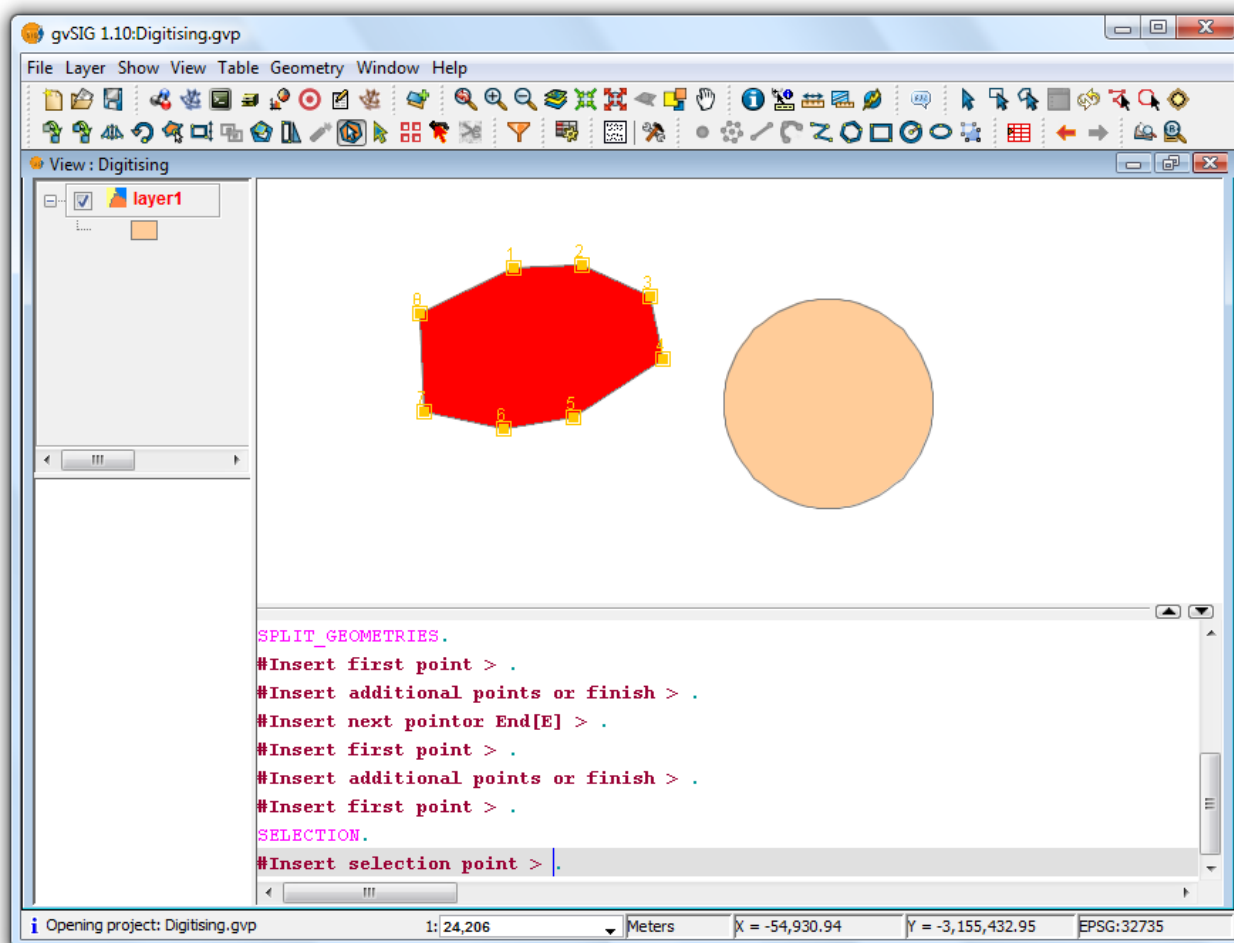 gvSIG 1.10:Digitising.gvp
File Layer Show View Table Geometry Window Help
View : Digitising
layer1
1
2
3
4
5
6
7
8
SPLIT_GEOMETRIES.
#Insert first point > .
#Insert additional points or finish > .
#Insert next pointor End[E] > .
#Insert first point > .
#Insert additional points or finish > .
#Insert first point > .
SELECTION.
#Insert selection point > .
Opening project: Digitising.gvp 1: 24,206 Meters X = -54,930.94 Y = -3,155,432.95 EPSG:32735